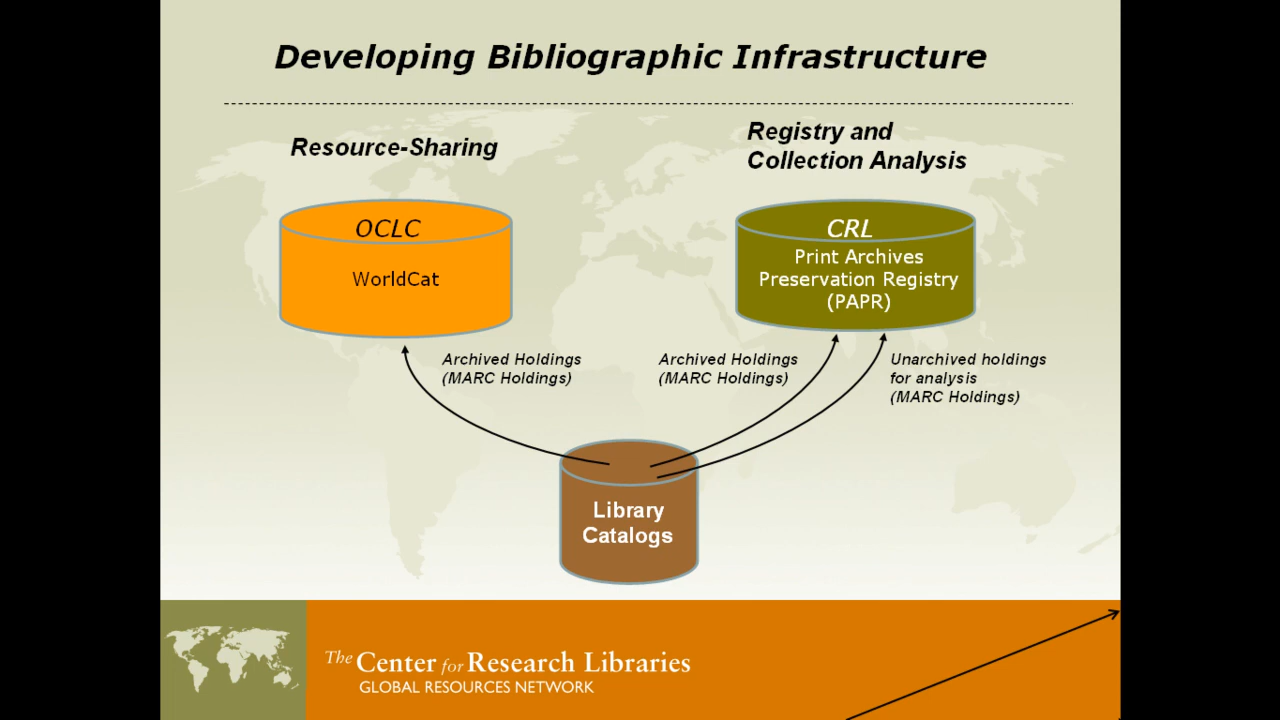 Developing Bibliographic Infrastructure
Resource-Sharing
Registry and
Collection Analysis
OCLC
WorldCat
CRL
Print Archives
Preservation Registry
(PAPR)
Archived Holdings
(MARC Holdings)
Archived Holdings
(MARC Holdings)
Unarchived holdings
for analysis
(MARC Holdings)
Library
Catalogs
The Center for Research Libraries
GLOBAL RESOURCES NETWORK